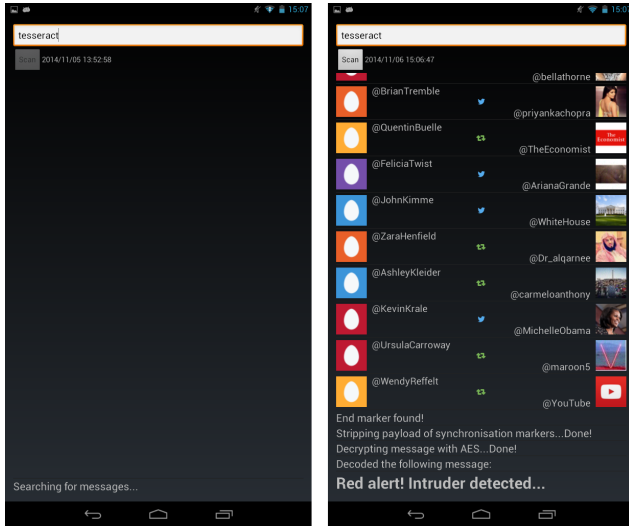 15:07
tesseract
Scan 2014/11/05 13:52:58
Searching for messages...
15:07
tesseract
Scan 2014/11/06 15:06:47
@bellathorne
@BrianTremble
@priyankachopra
@QuentinBuelle
The Economist
@TheEconomist
@FeliciaTwist
@ArianaGrande
@JohnKimme
@WhiteHouse
@ZaraHenfield
@Dr_alqarnee
@AshleyKleider
@carmeloanthony
@KevinKrale
@MichelleObama
@UrsulaCarroway
@maroon5
@WendyReffelt
@YouTube
End marker found!
Stripping payload of synchronisation markers...Done!
Decrypting message with AES...Done!
Decoded the following message:
Red alert! Intruder detected...